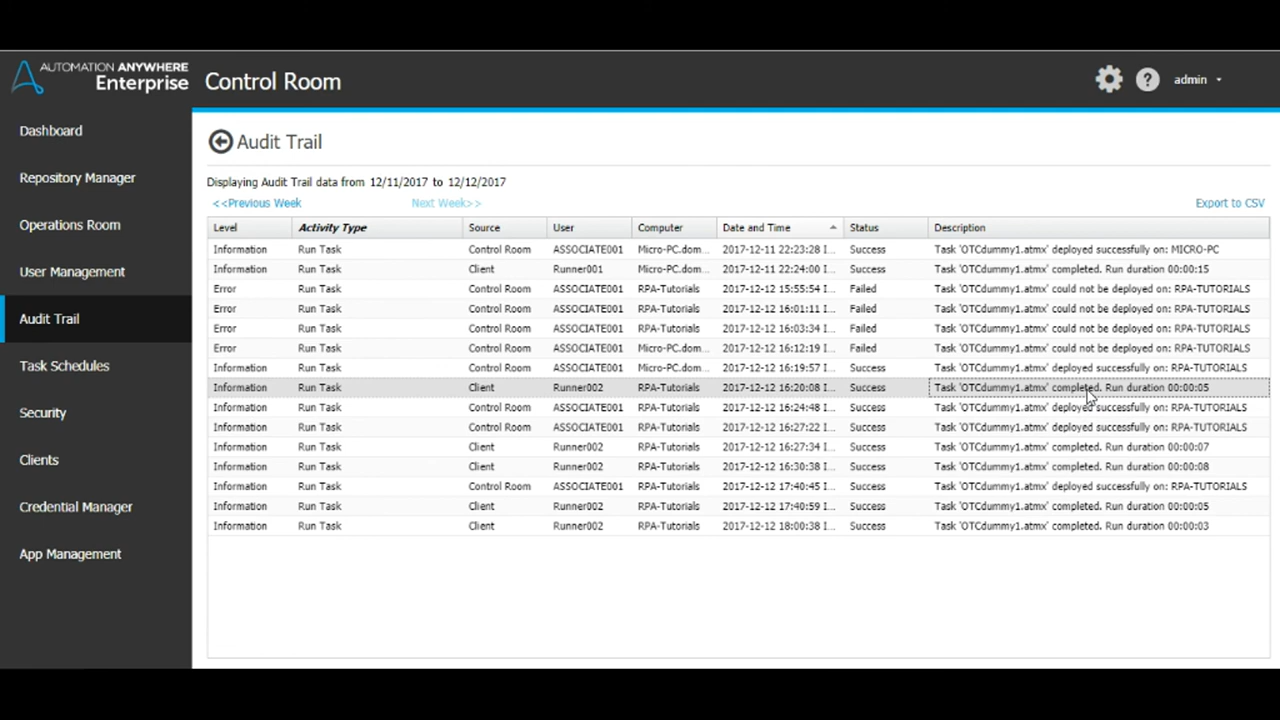 AUTOMATION ANYWHERE
Enterprise
Control Room
admin
Dashboard
Repository Manager
Operations Room
User Management
Audit Trail
Task Schedules
Security
Clients
Credential Manager
App Management
Audit Trail
Displaying Audit Trail data from 12/11/2017 to 12/12/2017
<<Previous Week Next Week>> Export to CSV
Level Activity Type Source User Computer Date and Time Status Description
Information Run Task Control Room ASSOCIATE001 Micro-PC.dom... 2017-12-11 22:23:28 I... Success Task 'OTCdummy1.atmx' deployed successfully on: MICRO-PC
Information Run Task Client Runner001 Micro-PC.dom... 2017-12-11 22:24:00 I... Success Task 'OTCdummy1.atmx' completed. Run duration 00:00:15
Error Run Task Control Room ASSOCIATE001 RPA-Tutorials 2017-12-12 15:55:54 I... Failed Task 'OTCdummy1.atmx' could not be deployed on: RPA-TUTORIALS
Error Run Task Control Room ASSOCIATE001 RPA-Tutorials 2017-12-12 16:01:11 I... Failed Task 'OTCdummy1.atmx' could not be deployed on: RPA-TUTORIALS
Error Run Task Control Room ASSOCIATE001 RPA-Tutorials 2017-12-12 16:03:34 I... Failed Task 'OTCdummy1.atmx' could not be deployed on: RPA-TUTORIALS
Error Run Task Control Room ASSOCIATE001 Micro-PC.dom... 2017-12-12 16:12:19 I... Failed Task 'OTCdummy1.atmx' could not be deployed on: RPA-TUTORIALS
Information Run Task Control Room ASSOCIATE001 Micro-PC.dom... 2017-12-12 16:19:57 I... Success Task 'OTCdummy1.atmx' deployed successfully on: RPA-TUTORIALS
Information Run Task Client Runner002 RPA-Tutorials 2017-12-12 16:20:08 I... Success Task 'OTCdummy1.atmx' completed. Run duration 00:00:05
Information Run Task Control Room ASSOCIATE001 RPA-Tutorials 2017-12-12 16:24:48 I... Success Task 'OTCdummy1.atmx' deployed successfully on: RPA-TUTORIALS
Information Run Task Control Room ASSOCIATE001 RPA-Tutorials 2017-12-12 16:27:22 I... Success Task 'OTCdummy1.atmx' deployed successfully on: RPA-TUTORIALS
Information Run Task Client Runner002 RPA-Tutorials 2017-12-12 16:27:34 I... Success Task 'OTCdummy1.atmx' completed. Run duration 00:00:07
Information Run Task Client Runner002 RPA-Tutorials 2017-12-12 16:30:38 I... Success Task 'OTCdummy1.atmx' completed. Run duration 00:00:08
Information Run Task Control Room ASSOCIATE001 RPA-Tutorials 2017-12-12 17:40:45 I... Success Task 'OTCdummy1.atmx' deployed successfully on: RPA-TUTORIALS
Information Run Task Client Runner002 RPA-Tutorials 2017-12-12 17:40:59 I... Success Task 'OTCdummy1.atmx' completed. Run duration 00:00:05
Information Run Task Client Runner002 RPA-Tutorials 2017-12-12 18:00:38 I... Success Task 'OTCdummy1.atmx' completed. Run duration 00:00:03